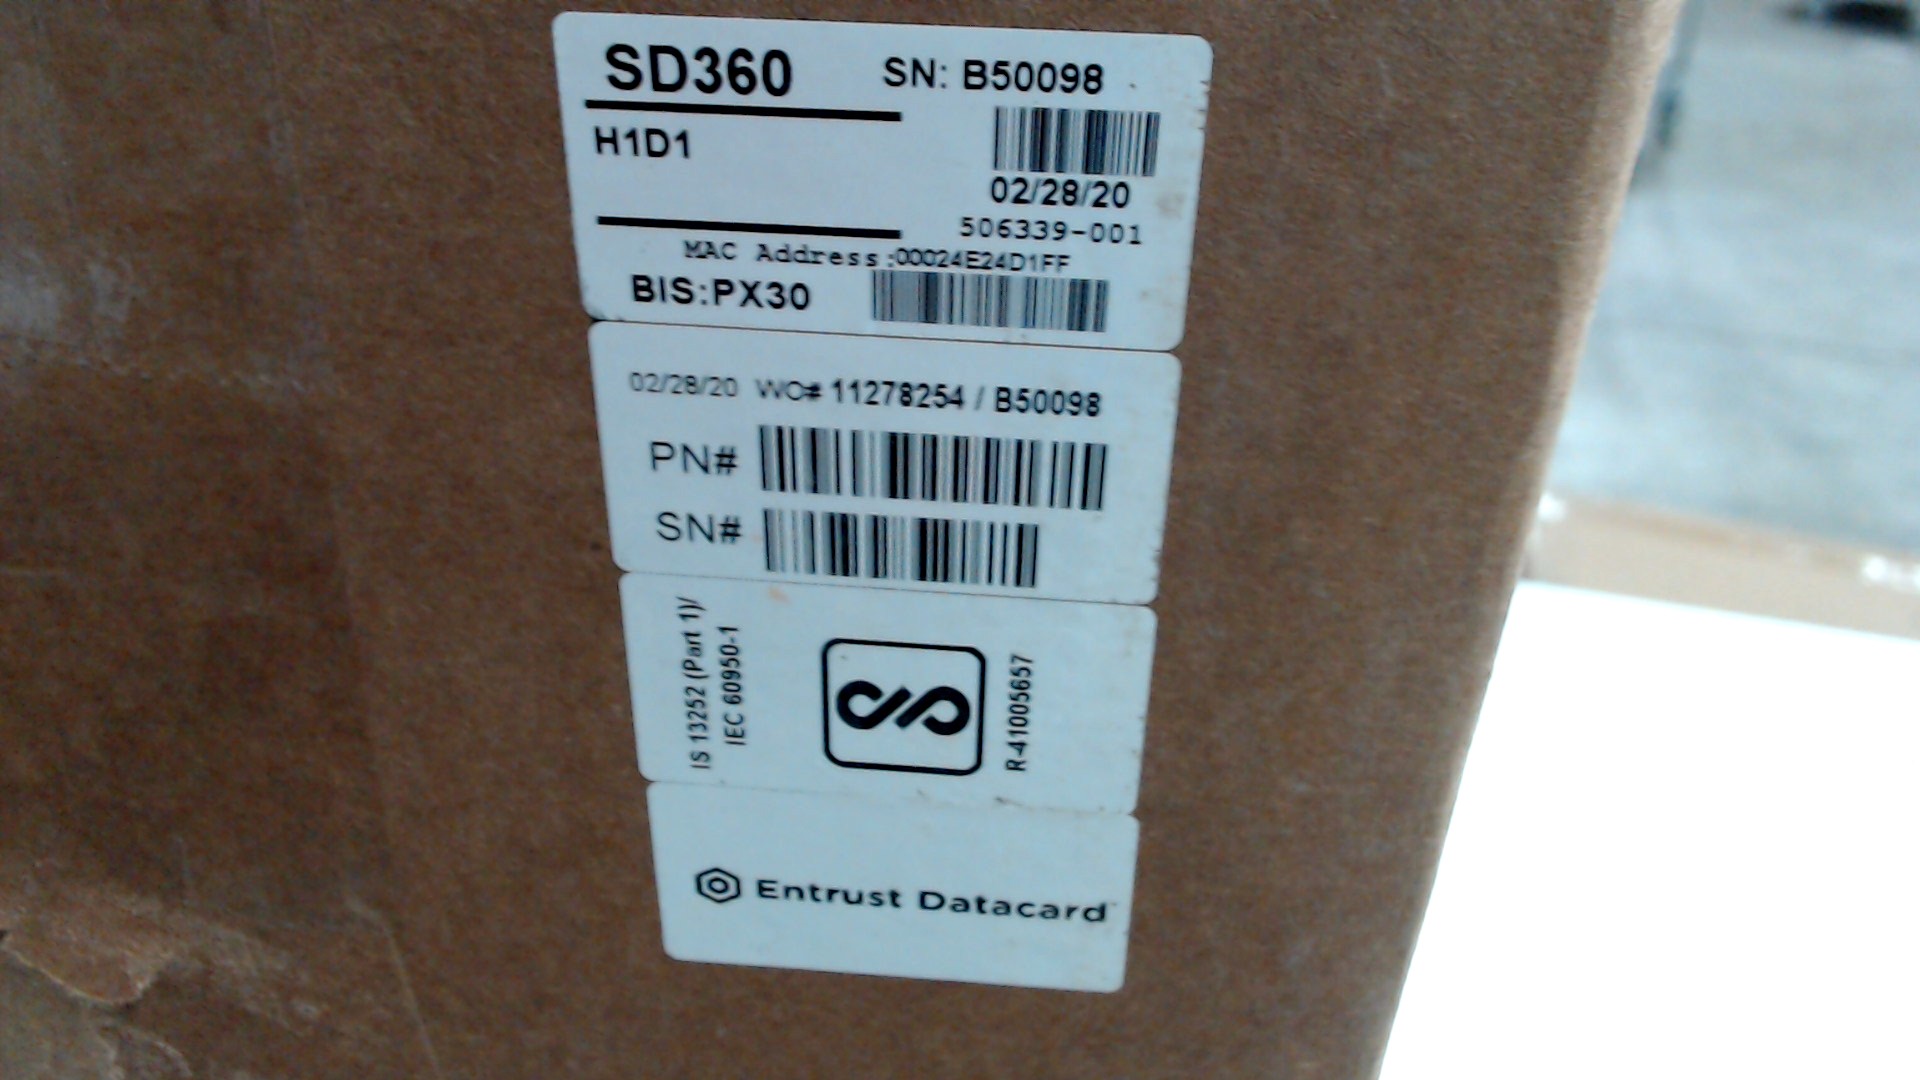 SD360 SN: B50098
H1D1
02/28/20
506339-001
MAC Address:00024E24D1FF
BIS:PX30
02/28/20 WO# 11278254 / B50098
PN#
SN#
IS 13252 (Part 1)/
IEC 60950-1
R-41005657
Entrust Datacard